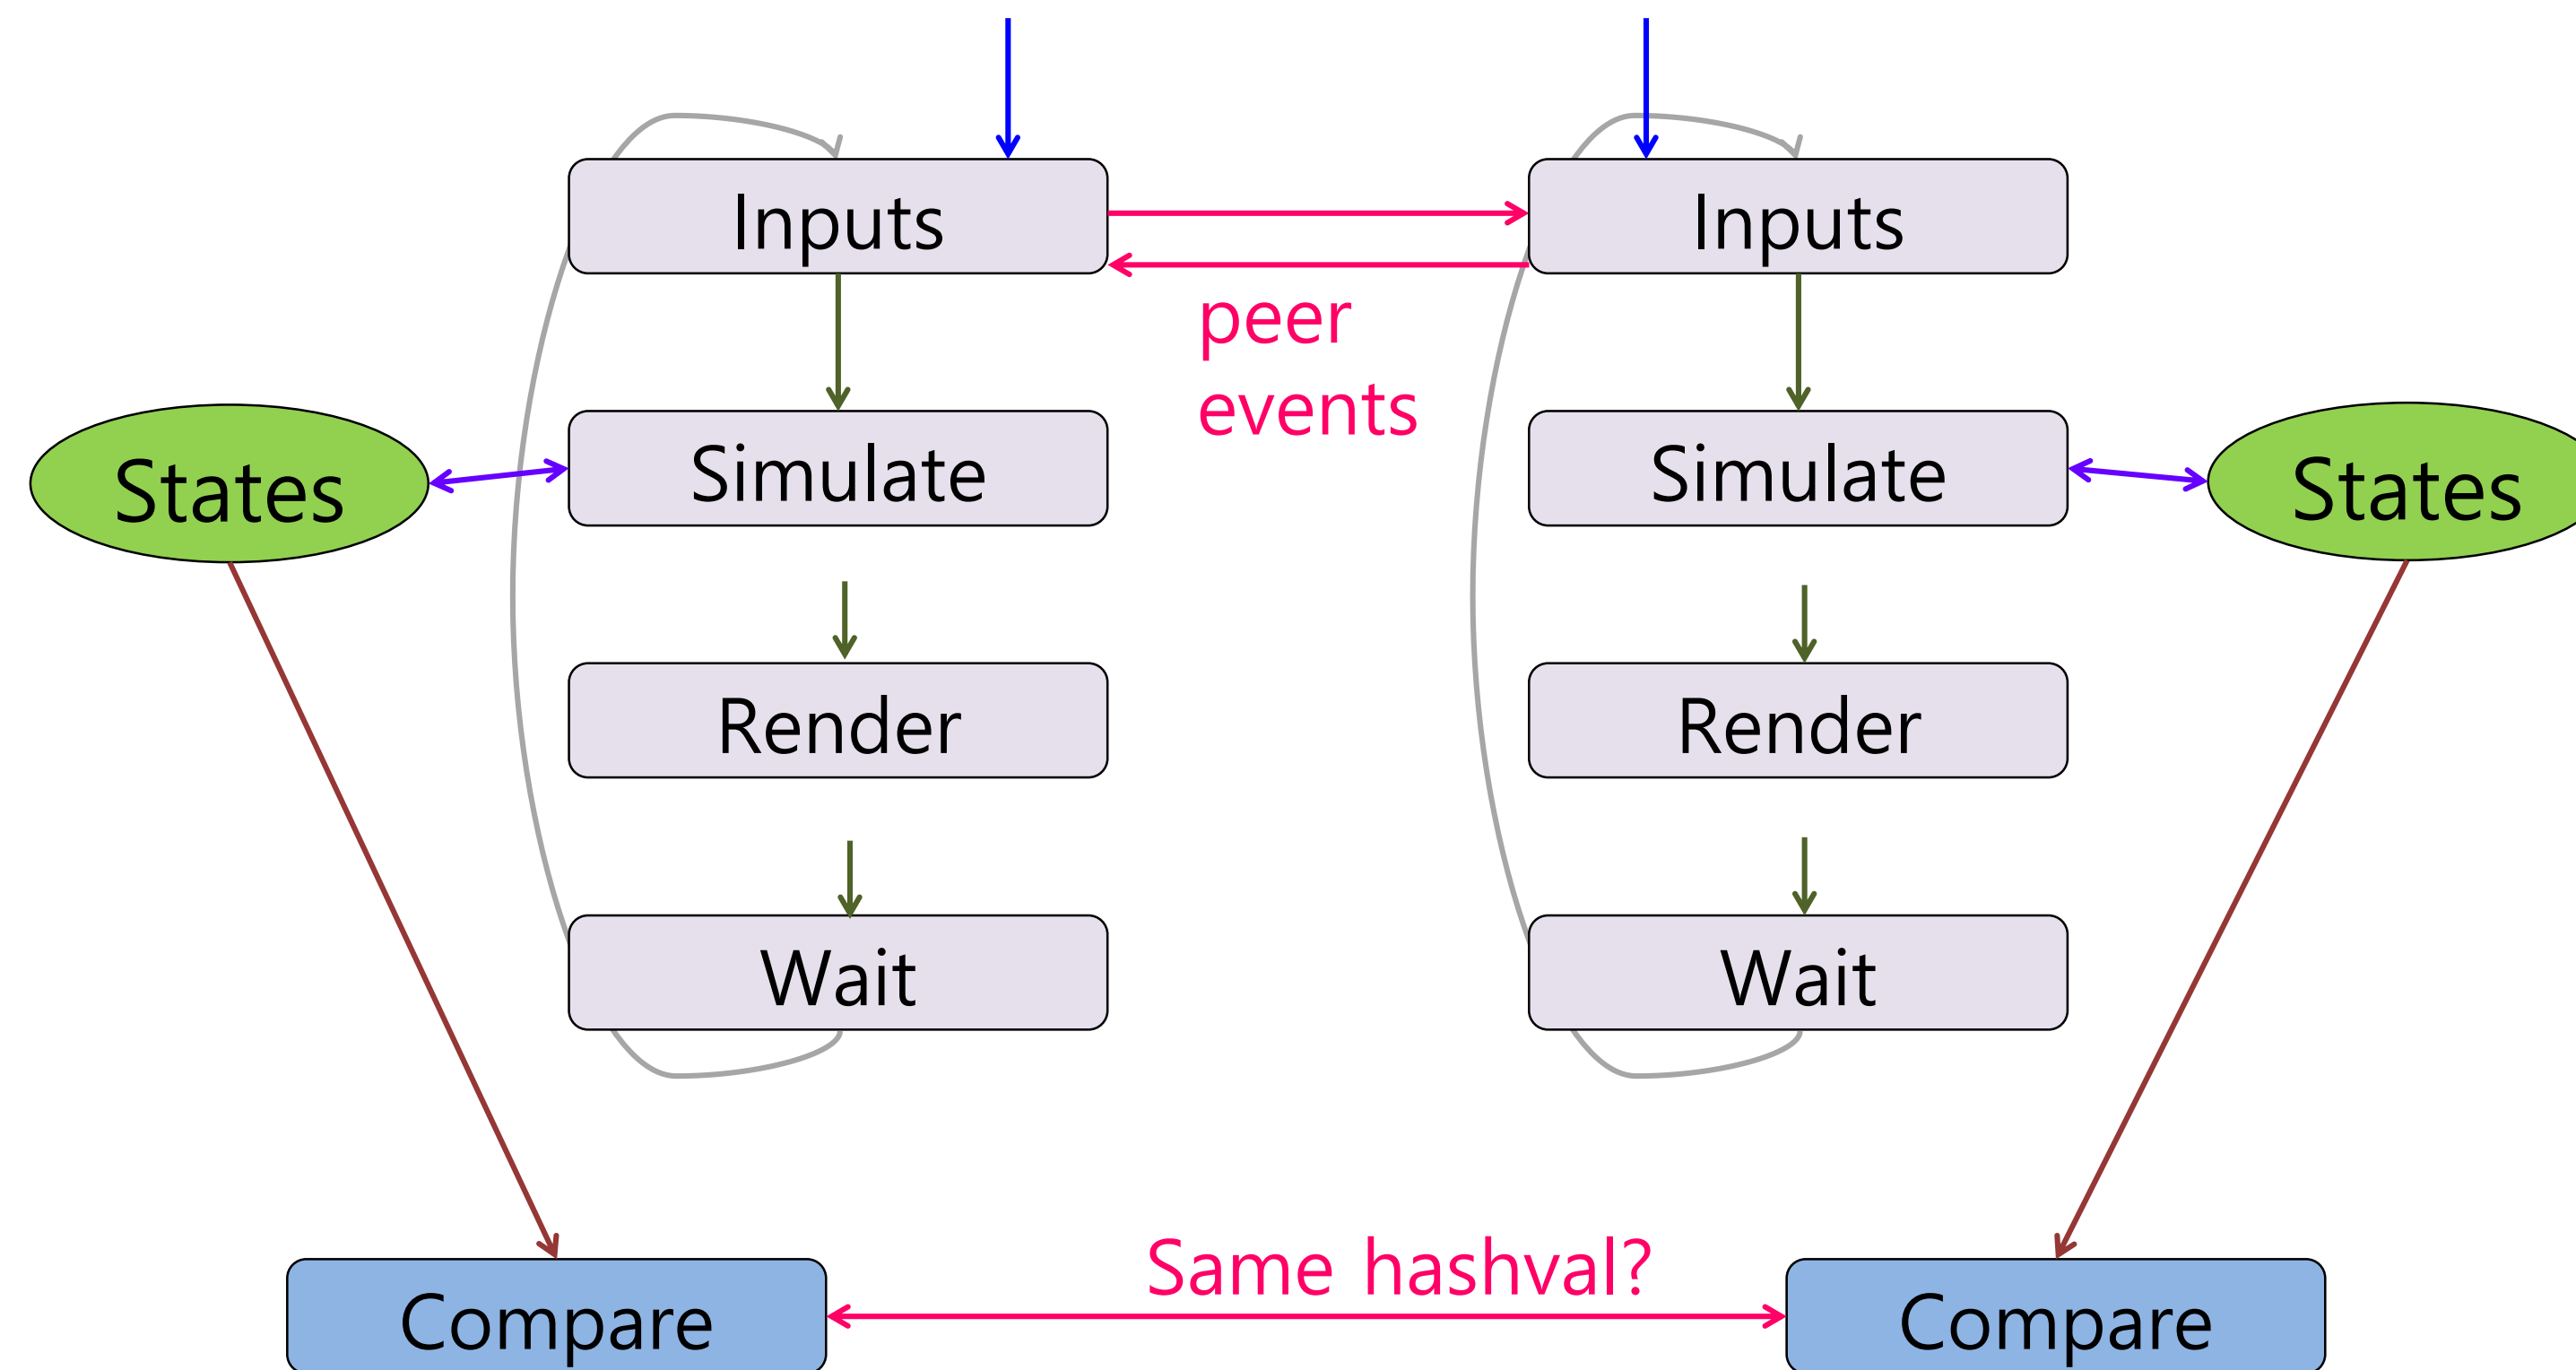 Inputs
Inputs
peer
events
States
Simulate
Simulate
States
Render
Render
Wait
Wait
Same hashval?
Compare
Compare